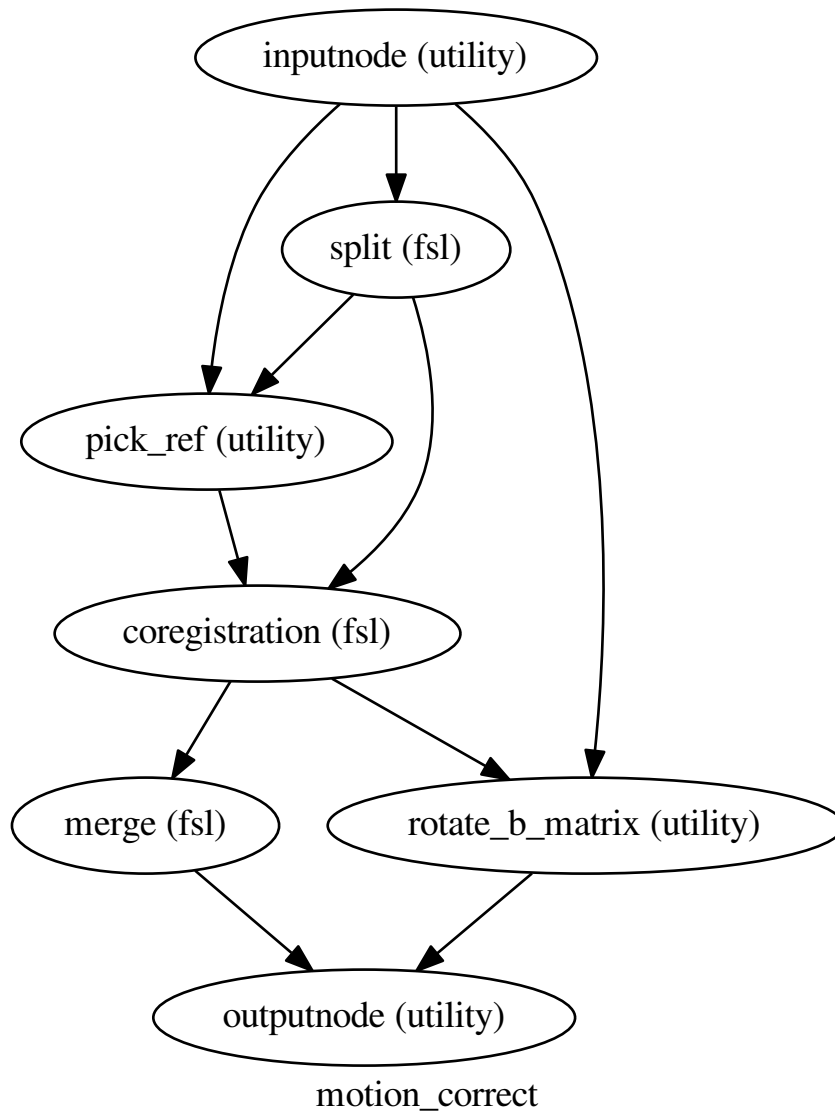 inputnode (utility)
split (fsl)
pick_ref (utility)
coregistration (fsl)
merge (fsl)
rotate_b_matrix (utility)
outputnode (utility)
motion_correct